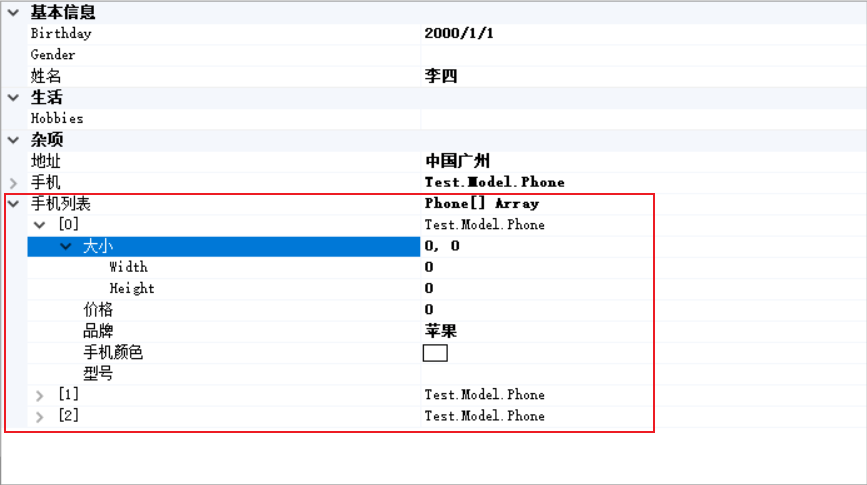 基本信息
Birthday 2000/1/1
Gender
姓名 李四
生活
Hobbies
杂项
地址 中国广州
手机 Test.Model.Phone
手机列表 Phone[] Array
[0] Test.Model.Phone
大小 0, 0
Width 0
Height 0
价格 0
品牌 苹果
手机颜色
型号
[1] Test.Model.Phone
[2] Test.Model.Phone